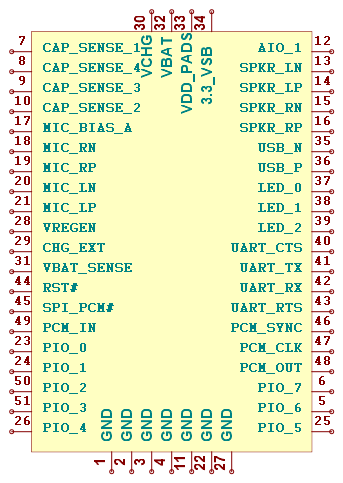 30 32 33 34
VCHG VBAT VDD_PADS 3.3_VSB
7 CAP_SENSE_1 AIO_1 12
8 CAP_SENSE_4 SPKR_LN 13
9 CAP_SENSE_3 SPKR_LP 14
10 CAP_SENSE_2 SPKR_RN 15
17 MIC_BIAS_A SPKR_RP 16
18 MIC_RN USB_N 35
19 MIC_RP USB_P 36
20 MIC_LN LED_0 37
21 MIC_LP LED_1 38
28 VREGEN LED_2 39
29 CHG_EXT UART_CTS 40
31 VBAT_SENSE UART_TX 41
44 RST# UART_RX 42
45 SPI_PCM# UART_RTS 43
49 PCM_IN PCM_SYNC 46
23 PIO_0 PCM_CLK 47
24 PIO_1 PCM_OUT 48
50 PIO_2 PIO_7 6
51 PIO_3 PIO_6 5
26 PIO_4 PIO_5 25
GND GND GND GND GND GND GND
1 2 3 4 11 22 27